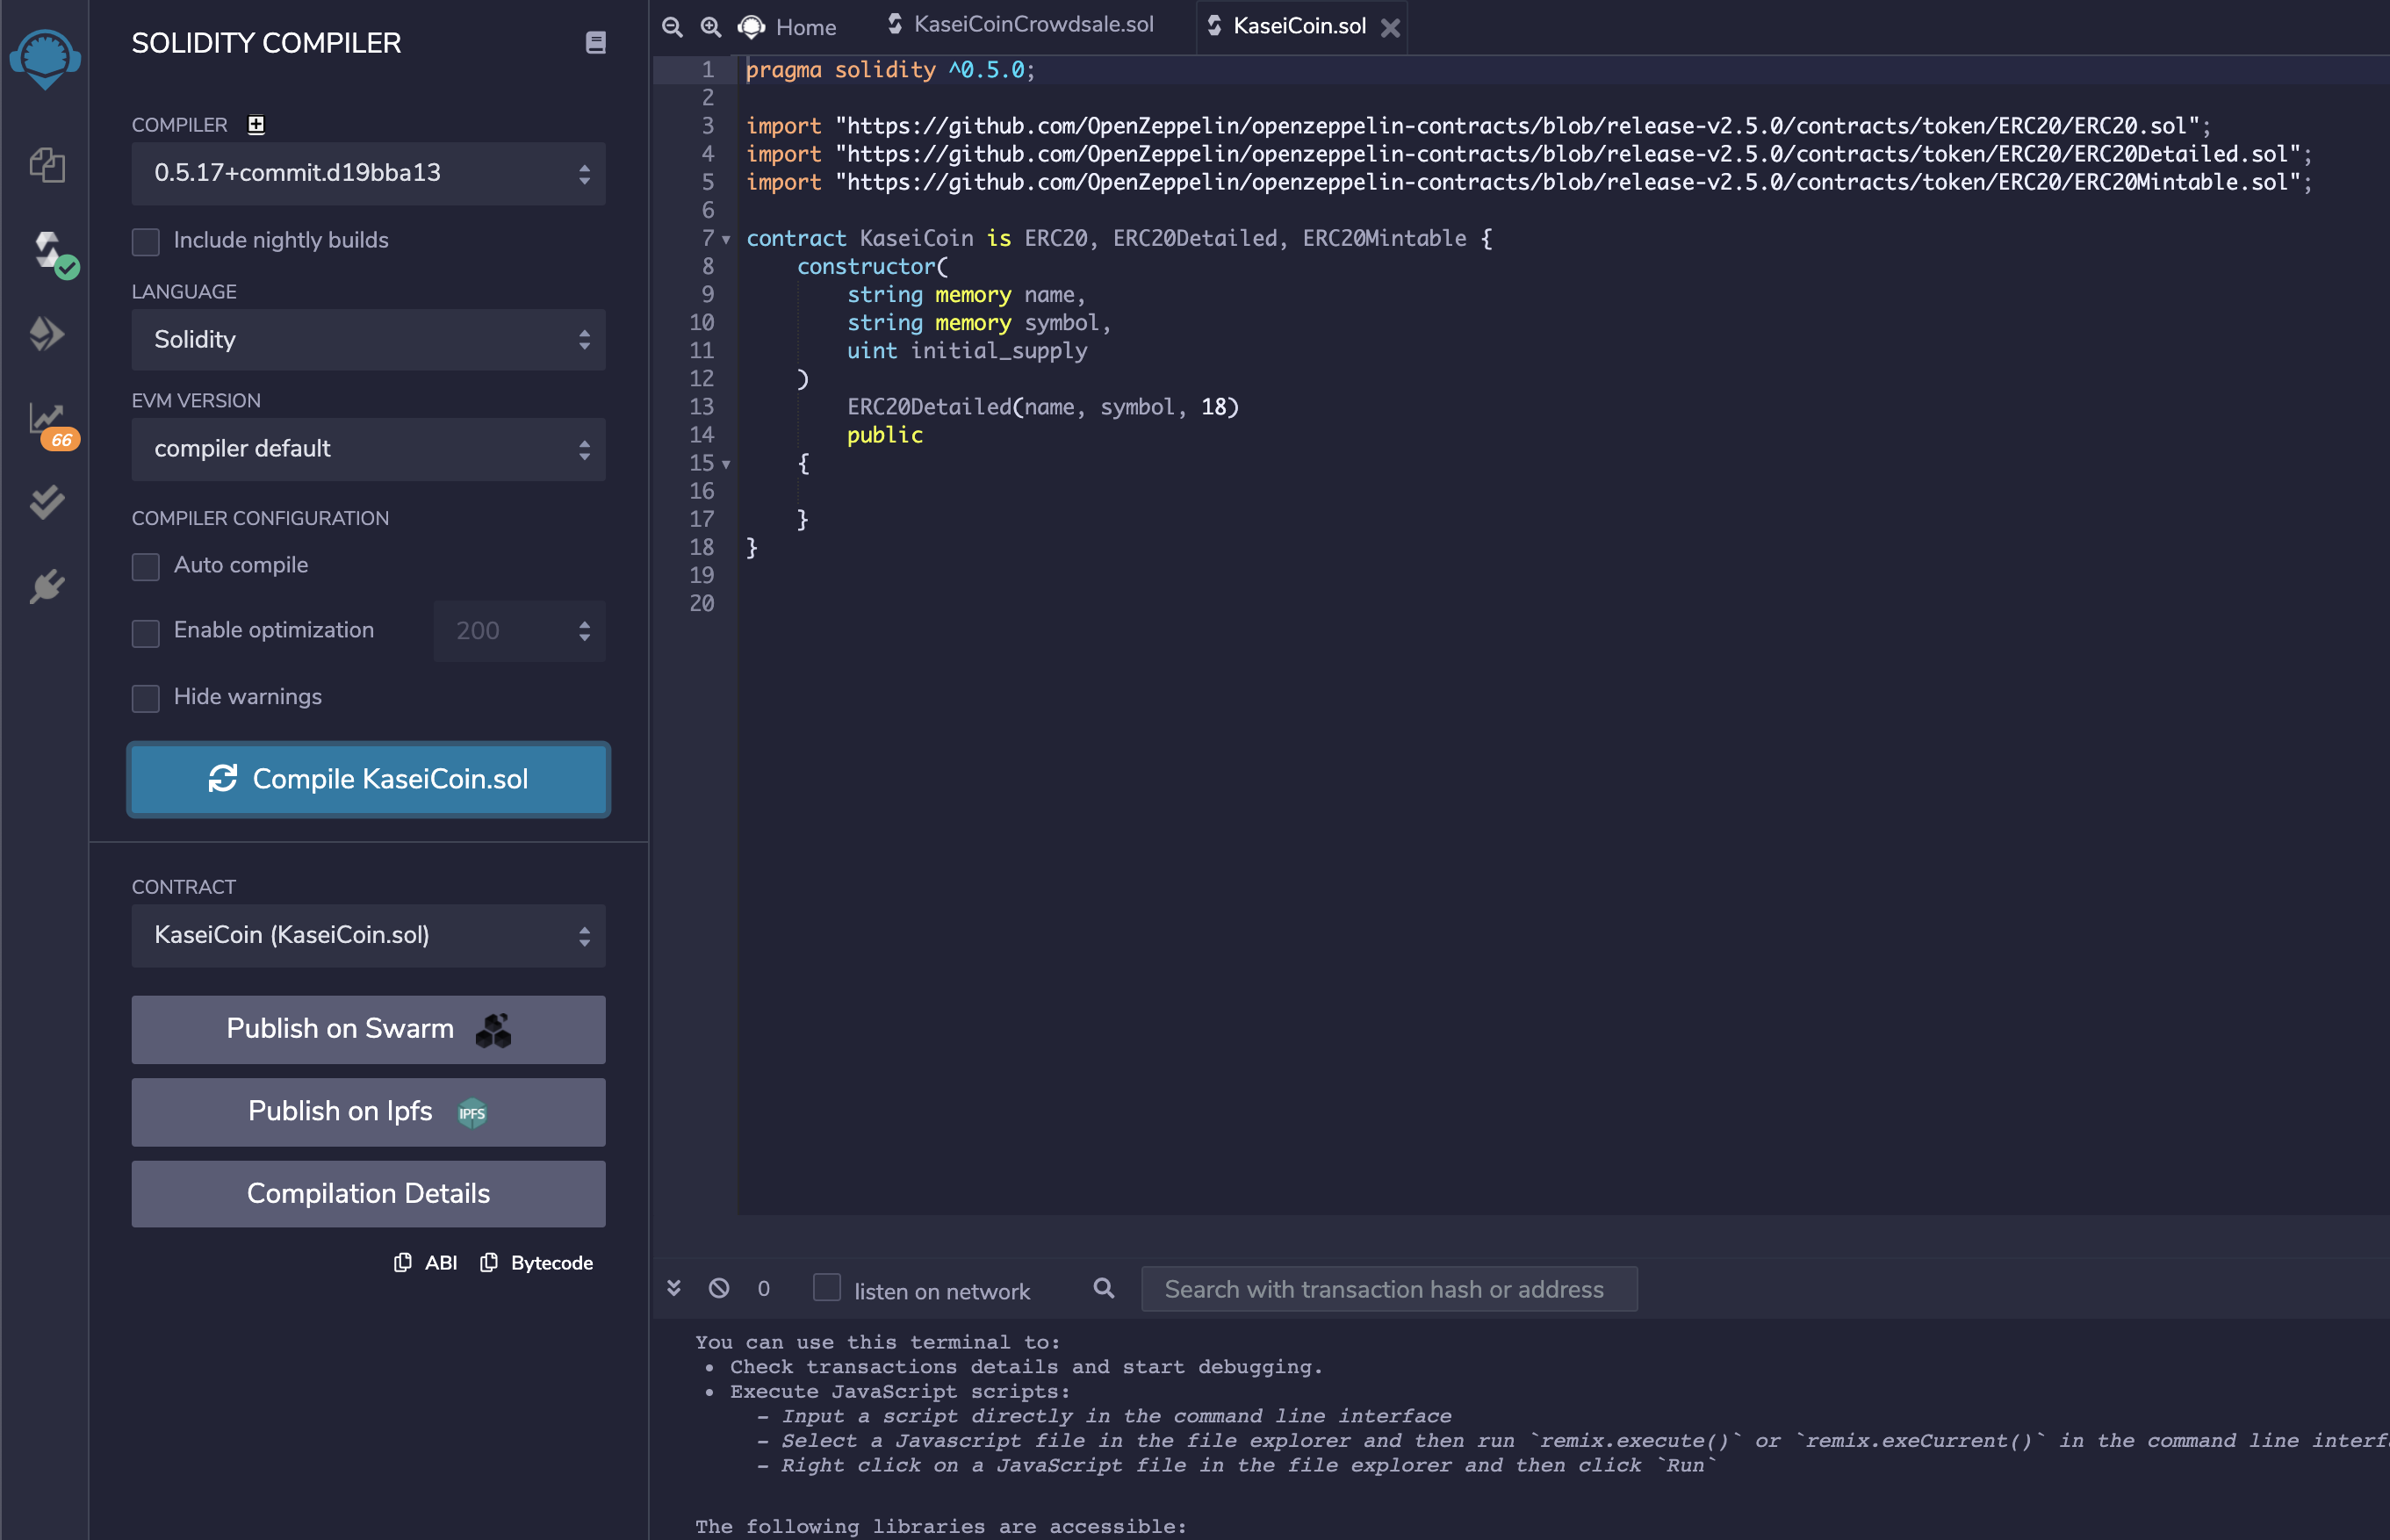 SOLIDITY COMPILER
COMPILER
0.5.17+commit.d19bba13
Include nightly builds
LANGUAGE
Solidity
EVM VERSION
compiler default
66
COMPILER CONFIGURATION
Auto compile
Enable optimization 200
Hide warnings
Compile KaseiCoin.sol
CONTRACT
KaseiCoin (KaseiCoin.sol)
Publish on Swarm
Publish on Ipfs IPFS
Compilation Details
ABI Bytecode
Home KaseiCoinCrowdsale.sol KaseiCoin.sol
1 pragma solidity ^0.5.0;
2
3 import "https://github.com/OpenZeppelin/openzeppelin-contracts/blob/release-v2.5.0/contracts/token/ERC20/ERC20.sol";
4 import "https://github.com/OpenZeppelin/openzeppelin-contracts/blob/release-v2.5.0/contracts/token/ERC20/ERC20Detailed.sol";
5 import "https://github.com/OpenZeppelin/openzeppelin-contracts/blob/release-v2.5.0/contracts/token/ERC20/ERC20Mintable.sol";
6
7 contract KaseiCoin is ERC20, ERC20Detailed, ERC20Mintable {
8 constructor(
9 string memory name,
10 string memory symbol,
11 uint initial_supply
12 )
13 ERC20Detailed(name, symbol, 18)
14 public
15 {
16
17 }
18 }
19
20
0 listen on network Search with transaction hash or address
You can use this terminal to:
• Check transactions details and start debugging.
• Execute JavaScript scripts:
– Input a script directly in the command line interface
– Select a Javascript file in the file explorer and then run `remix.execute()` or `remix.exeCurrent()` in the command line interf
– Right click on a JavaScript file in the file explorer and then click `Run`
The following libraries are accessible: